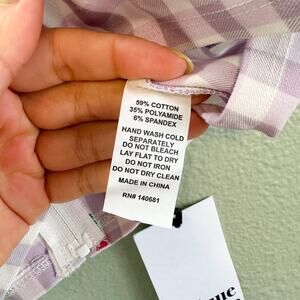 59% COTTON
35% POLYAMIDE
6% SPANDEX
HAND WASH COLD
SEPARATELY
DO NOT BLEACH
LAY FLAT TO DRY
DO NOT IRON
DO NOT DRY CLEAN
MADE IN CHINA
RN# 140681